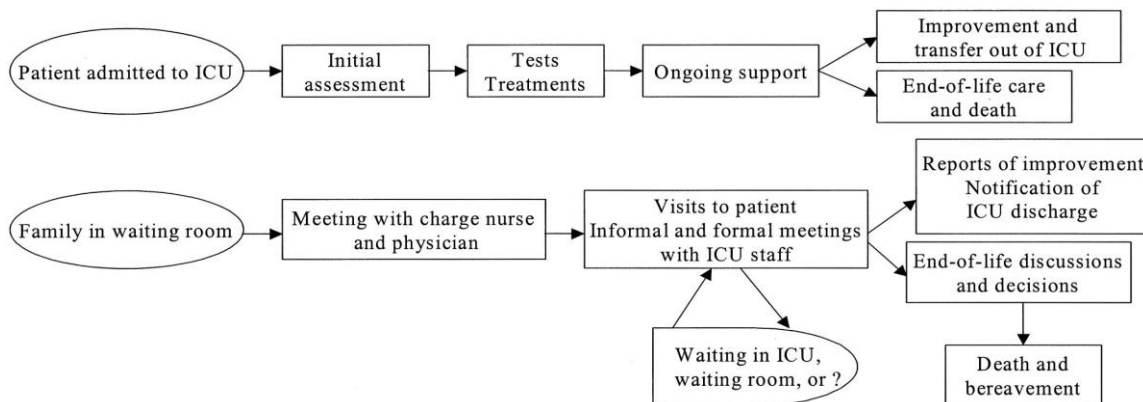 Patient admitted to ICU
Initial
assessment
Tests
Treatments
Ongoing support
Improvement and
transfer out of ICU
End-of-life care
and death
Family in waiting room
Meeting with charge nurse
and physician
Visits to patient
Informal and formal meetings
with ICU staff
Reports of improvement
Notification of
ICU discharge
End-of-life discussions
and decisions
Waiting in ICU,
waiting room, or ?
Death and
bereavement